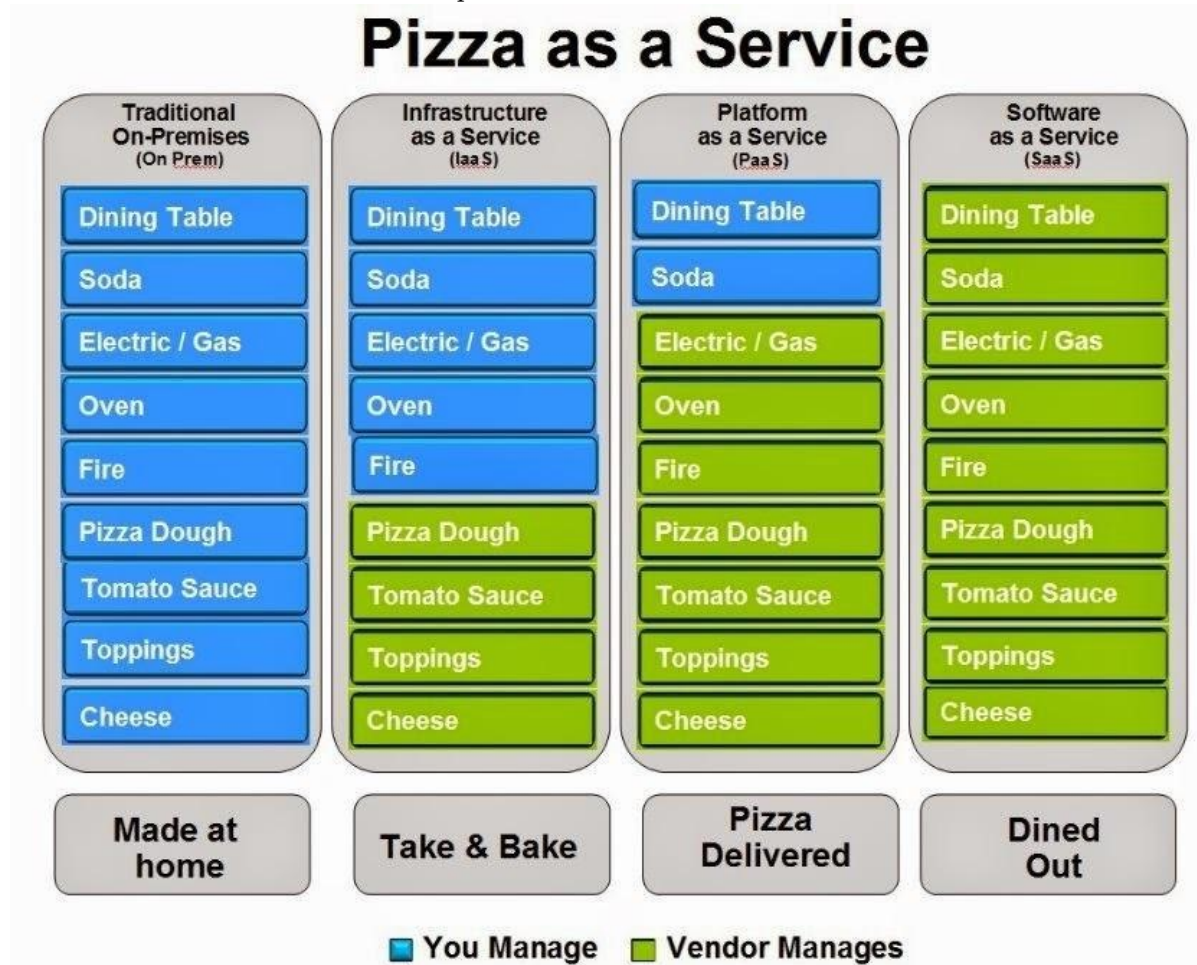 Pizza as a Service
Traditional
On-Premises
(On Prem)
Dining Table
Soda
Electric / Gas
Oven
Fire
Pizza Dough
Tomato Sauce
Toppings
Cheese
Made at
home
Infrastructure
as a Service
(IaaS)
Dining Table
Soda
Electric / Gas
Oven
Fire
Pizza Dough
Tomato Sauce
Toppings
Cheese
Take & Bake
Platform
as a Service
(PaaS)
Dining Table
Soda
Electric / Gas
Oven
Fire
Pizza Dough
Tomato Sauce
Toppings
Cheese
Pizza
Delivered
Software
as a Service
(SaaS)
Dining Table
Soda
Electric / Gas
Oven
Fire
Pizza Dough
Tomato Sauce
Toppings
Cheese
Dined
Out
You Manage
Vendor Manages